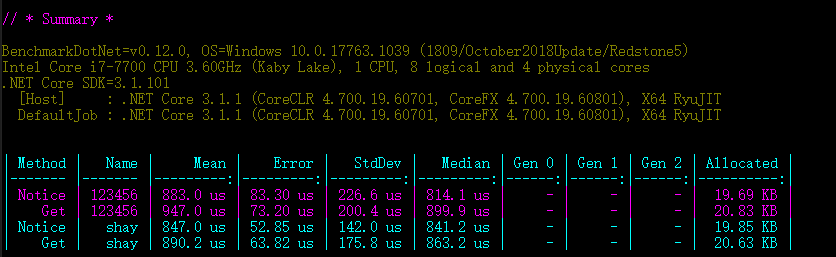 // * Summary *
BenchmarkDotNet=v0.12.0, OS=Windows 10.0.17763.1039 (1809/October2018Update/Redstone5)
Intel Core i7-7700 CPU 3.60GHz (Kaby Lake), 1 CPU, 8 logical and 4 physical cores
.NET Core SDK=3.1.101
[Host] : .NET Core 3.1.1 (CoreCLR 4.700.19.60701, CoreFX 4.700.19.60801), X64 RyuJIT
DefaultJob : .NET Core 3.1.1 (CoreCLR 4.700.19.60701, CoreFX 4.700.19.60801), X64 RyuJIT
| Method | Name | Mean | Error | StdDev | Median | Gen 0 | Gen 1 | Gen 2 | Allocated |
|------- |------- |---------:|---------:|---------:|---------:|------:|------:|------:|----------:|
| Notice | 123456 | 883.0 us | 83.30 us | 226.6 us | 814.1 us | - | - | - | 19.69 KB |
| Get | 123456 | 947.0 us | 73.20 us | 200.4 us | 899.9 us | - | - | - | 20.83 KB |
| Notice | shay | 847.0 us | 52.85 us | 142.0 us | 841.2 us | - | - | - | 19.85 KB |
| Get | shay | 890.2 us | 63.82 us | 175.8 us | 863.2 us | - | - | - | 20.63 KB |